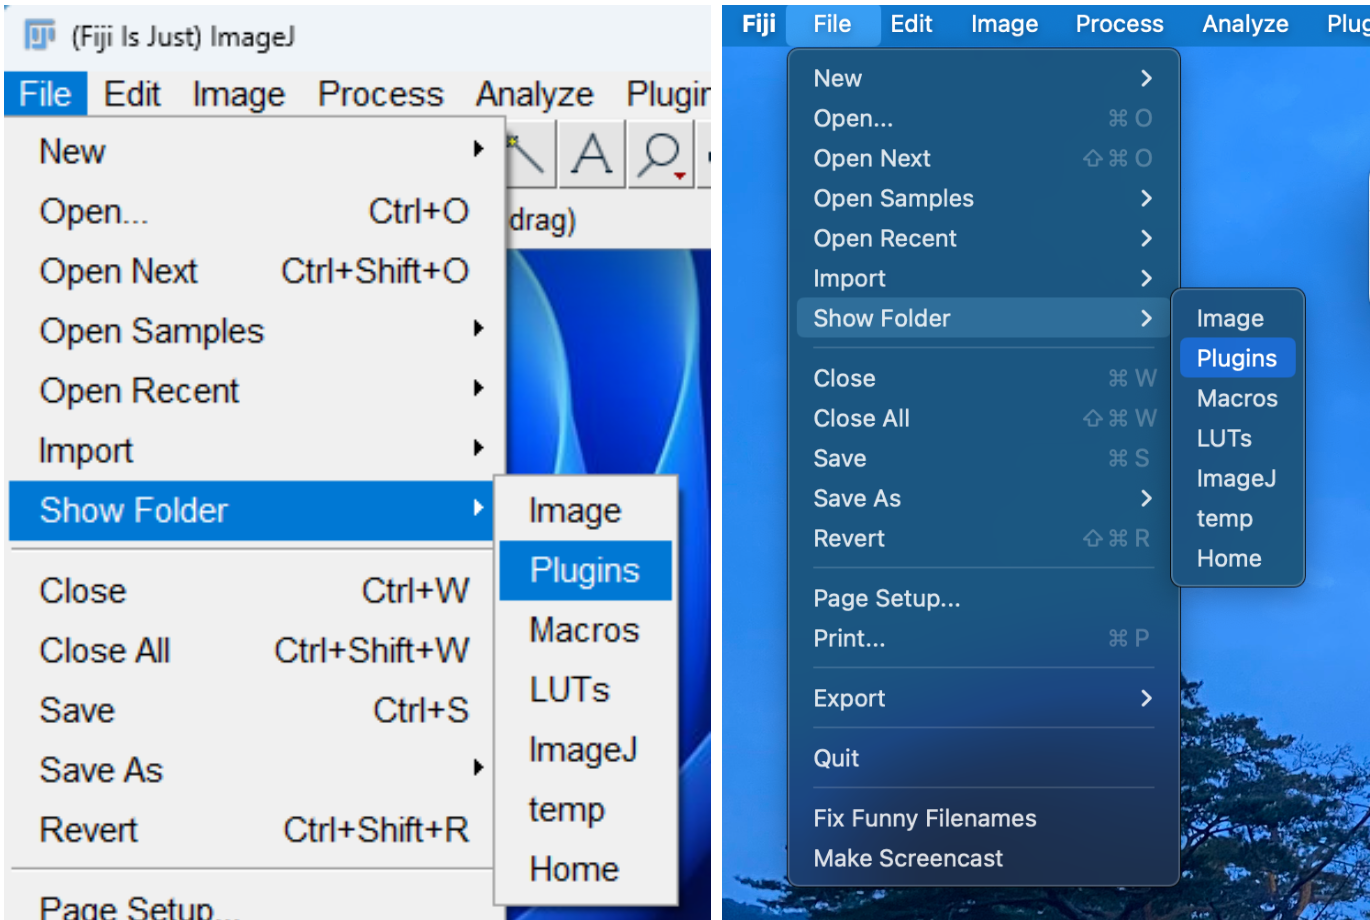 (Fiji Is Just) ImageJ
File Edit Image Process Analyze
drag)
New
Open... Ctrl+O
Open Next Ctrl+Shift+O
Open Samples
Open Recent
Import
Show Folder
Close Ctrl+W
Close All Ctrl+Shift+W
Save Ctrl+S
Save As
Revert Ctrl+Shift+R
Page Setup...
Image
Plugins
Macros
LUTs
ImageJ
temp
Home
Fiji File Edit Image Process Analyze
New
Open... ⌘ O
Open Next ⇧ ⌘ O
Open Samples
Open Recent
Import
Show Folder
Close ⌘ W
Close All ⇧ ⌘ W
Save ⌘ S
Save As
Revert ⇧ ⌘ R
Page Setup...
Print... ⌘ P
Export
Quit
Fix Funny Filenames
Make Screencast
Image
Plugins
Macros
LUTs
ImageJ
temp
Home